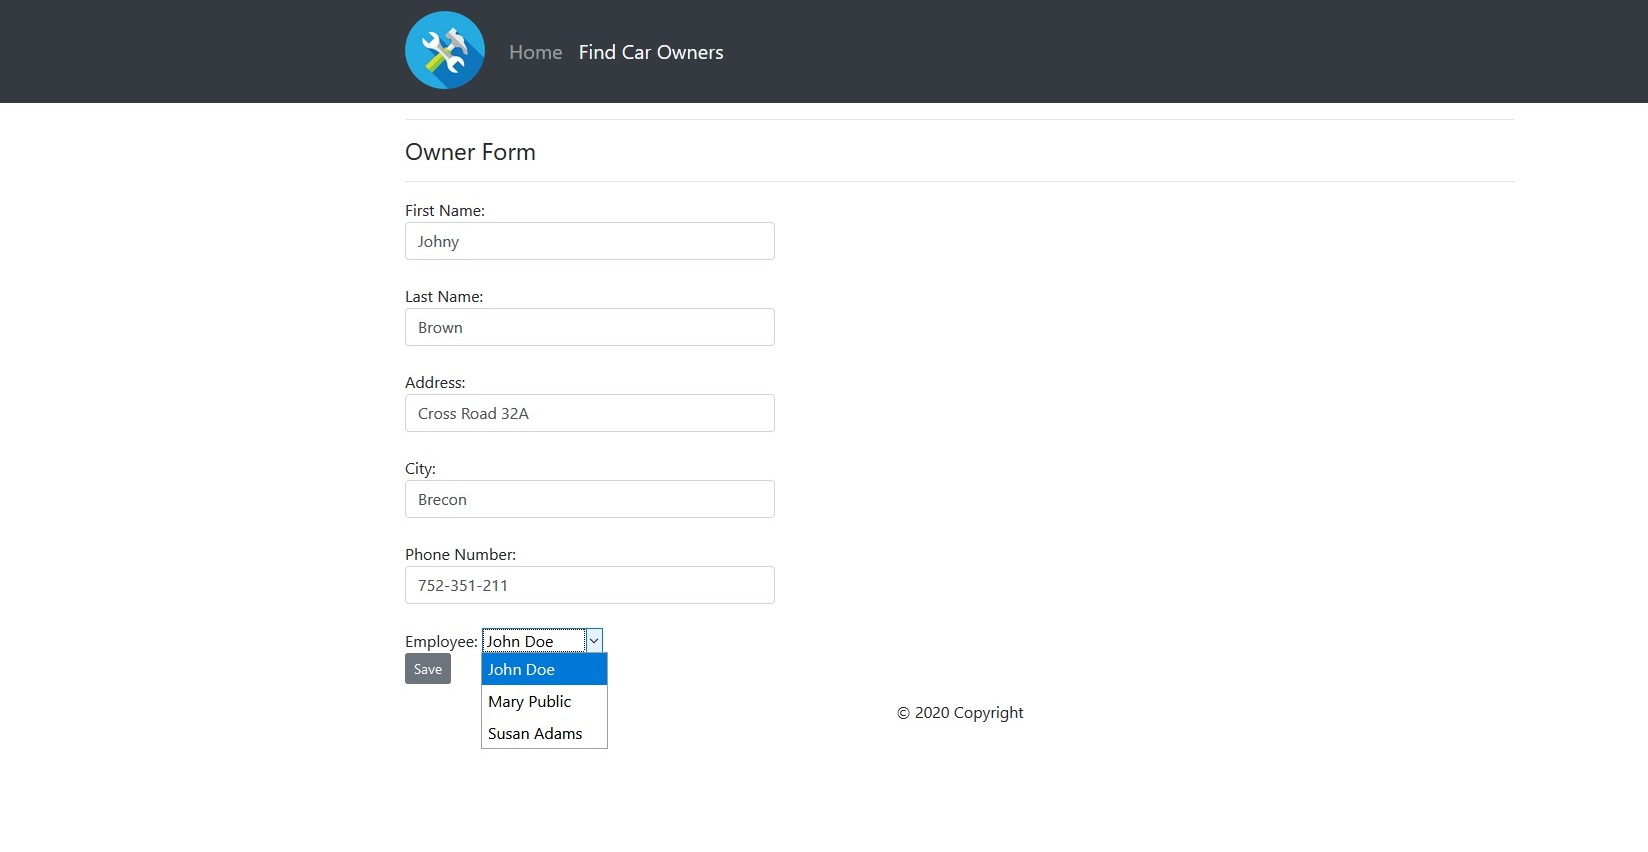 Home Find Car Owners
Owner Form
First Name:
Johny
Last Name:
Brown
Address:
Cross Road 32A
City:
Brecon
Phone Number:
752-351-211
Employee: John Doe
Save
John Doe
Mary Public
Susan Adams
© 2020 Copyright